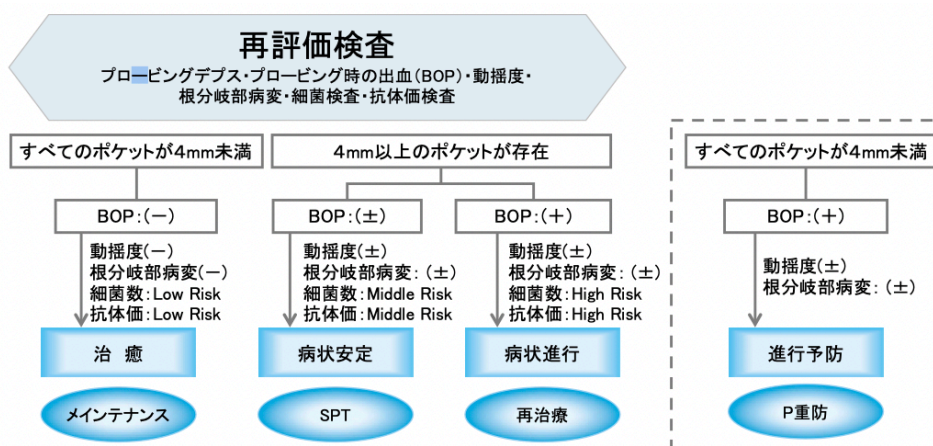 再評価検査
プロービングデプス・プロービング時の出血(BOP)・動揺度・
根分岐部病変・細菌検査・抗体価検査
すべてのポケットが4mm未満
BOP:(－)
動揺度(－)
根分岐部病変(－)
細菌数:Low Risk
抗体価:Low Risk
治 癒
メインテナンス
4mm以上のポケットが存在
BOP:(±)
動揺度(±)
根分岐部病変:(±)
細菌数:Middle Risk
抗体価:Middle Risk
病状安定
SPT
BOP:(＋)
動揺度(±)
根分岐部病変:(±)
細菌数:High Risk
抗体価:High Risk
病状進行
再治療
すべてのポケットが4mm未満
BOP:(＋)
動揺度(±)
根分岐部病変:(±)
進行予防
P重防